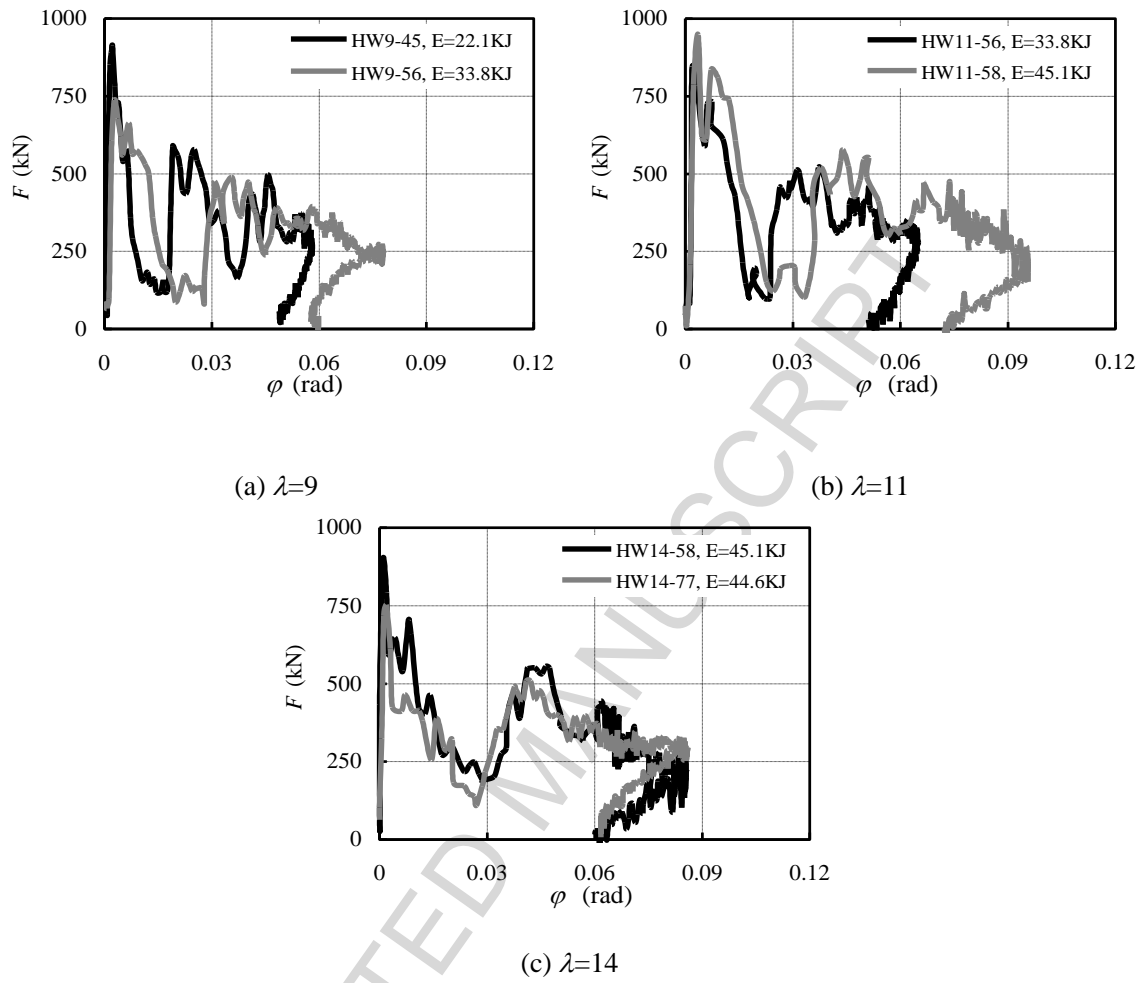 1000
750
500
250
0
F (kN)
HW9-45, E=22.1KJ
HW9-56, E=33.8KJ
0 0.03 0.06 0.09 0.12
φ (rad)
(a) λ=9
1000
750
500
250
0
F (kN)
HW11-56, E=33.8KJ
HW11-58, E=45.1KJ
0 0.03 0.06 0.09 0.12
φ (rad)
(b) λ=11
1000
750
500
250
0
F (kN)
HW14-58, E=45.1KJ
HW14-77, E=44.6KJ
0 0.03 0.06 0.09 0.12
φ (rad)
(c) λ=14
TED MANUSCRIPT